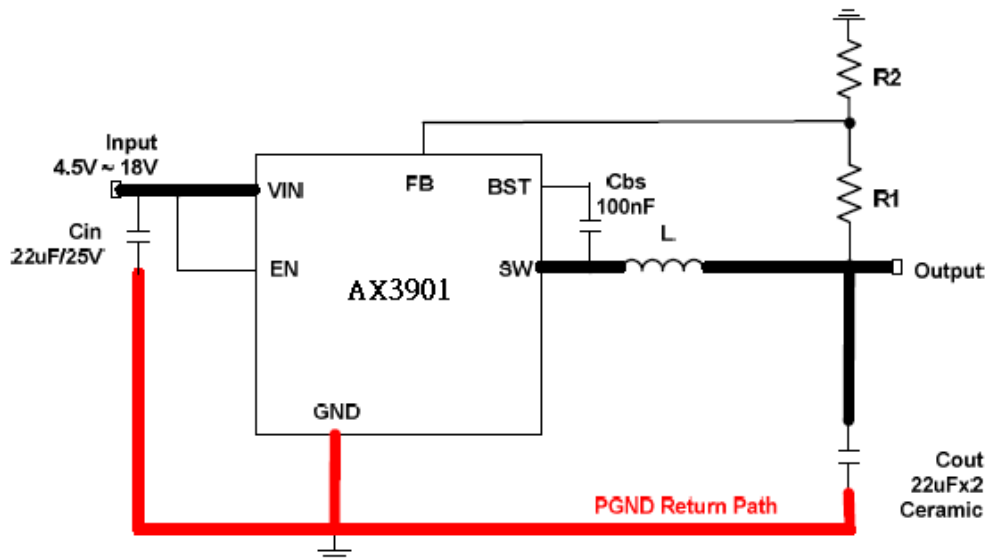 R2
Input
4.5V ~ 18V
VIN
FB
BST
Cbs
100nF
R1
Cin
22uF/25V
EN
AX3901
SW
L
Output
GND
PGND Return Path
Cout
22uFx2
Ceramic